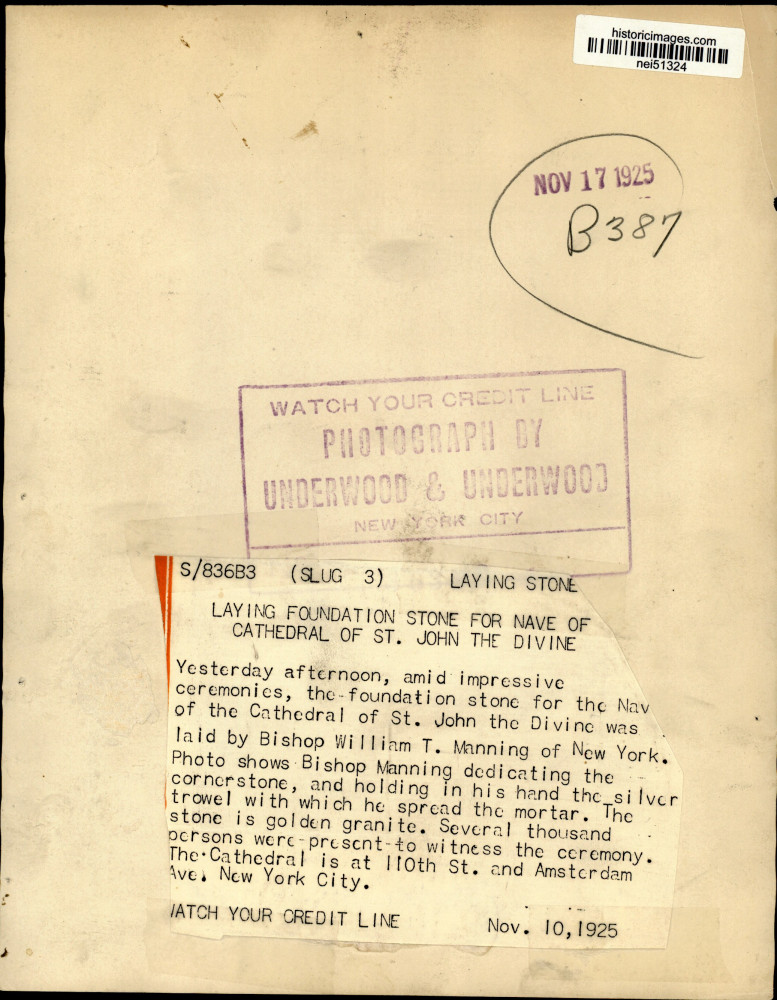 historicimages.com
nei51324
NOV 17 1925
B387
WATCH YOUR CREDIT LINE
PHOTOGRAPH BY
UNDERWOOD & UNDERWOOD
NEW YORK CITY
S/836B3 (SLUG 3) LAYING STONE
LAYING FOUNDATION STONE FOR NAVE OF
CATHEDRAL OF ST. JOHN THE DIVINE
Yesterday afternoon, amid impressive
ceremonies, the foundation stone for the Nav
of the Cathedral of St. John the Divine was
laid by Bishop William T. Manning of New York.
Photo shows Bishop Manning dedicating the
cornerstone, and holding in his hand the silver
trowel with which he spread the mortar. The
stone is golden granite. Several thousand
persons were present to witness the ceremony.
The Cathedral is at 110th St. and Amsterdam
Ave. New York City.
WATCH YOUR CREDIT LINE Nov. 10,1925